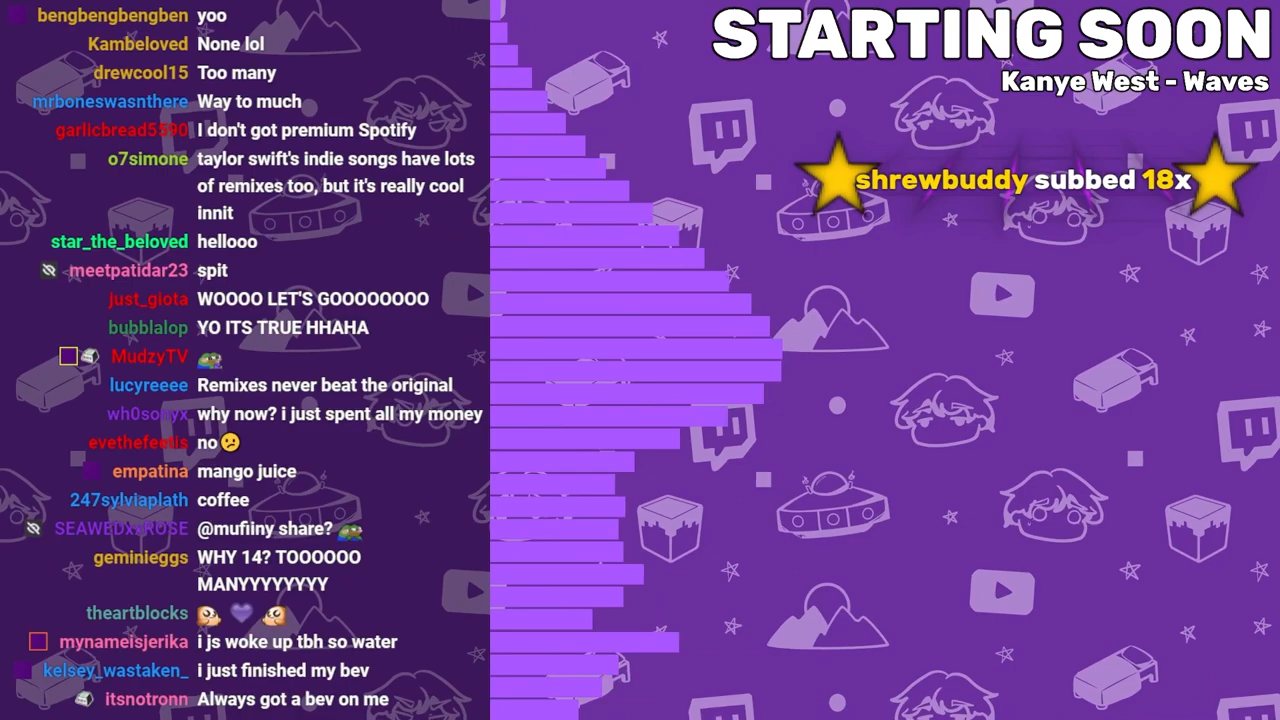 STARTING SOON
Kanye West - Waves
shrewbuddy subbed 18x
bengbengbengben yoo
Kambeloved None lol
drewcool15 Too many
mrboneswasnthere Way to much
garlicbread5590 I don't got premium Spotify
o7simone taylor swift's indie songs have lots
of remixes too, but it's really cool
innit
star_the_beloved hellooo
meetpatidar23 spit
just_giota WOOOO LET'S GOOOOOOOO
bubblalop YO ITS TRUE HHAHA
MudzyTV
lucyreeee Remixes never beat the original
why now? i just spent all my money
no
empatina mango juice
247sylviaplath coffee
@mufiiny share?
geminieggs WHY 14? TOOOOOO
MANYYYYYYYY
theartblocks
mynameisjerika i js woke up tbh so water
kelsey_wastaken_ i just finished my bev
itsnotronn Always got a bev on me